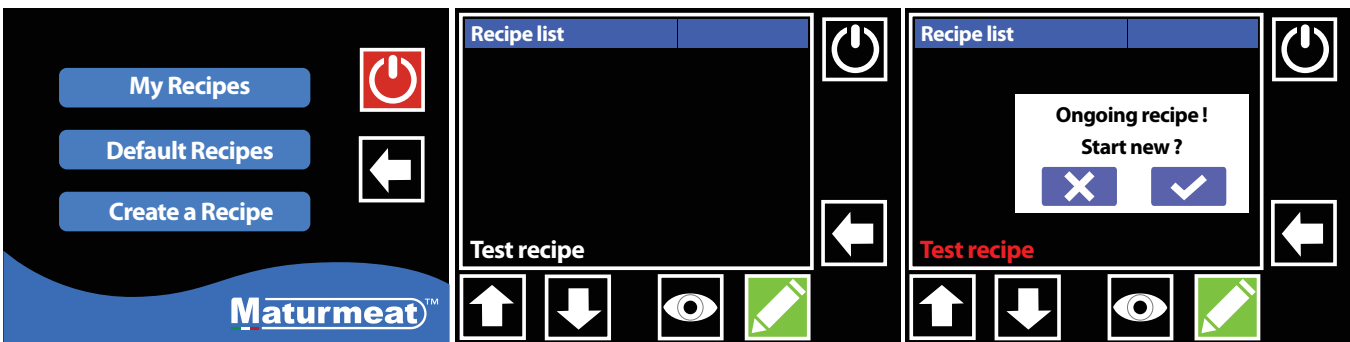 My Recipes
Default Recipes
Create a Recipe
Maturmeat™
Recipe list
Test recipe
Recipe list
Ongoing recipe !
Start new ?
Test recipe